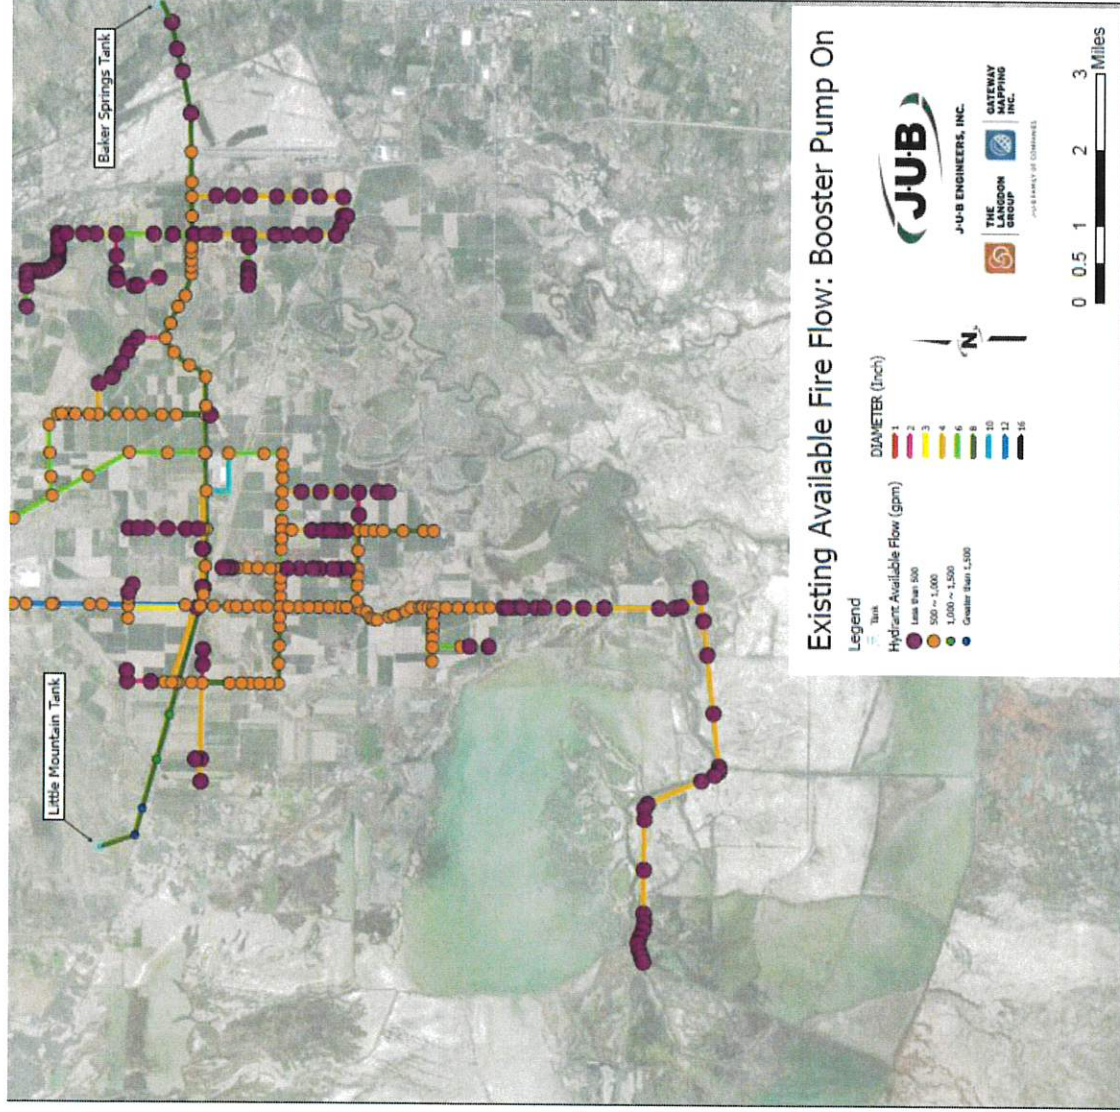 Baker Springs Tank
Little Mountain Tank
Existing Available Fire Flow: Booster Pump On
Legend
Tank
Hydrant Available Flow (gpm)
Less than 500
500 ~ 1,000
1,000 ~ 1,500
Greater than 1,500
DIAMETER (Inch)
1
2
3
4
6
8
10
12
16
N
J·U·B
J·U·B ENGINEERS, INC.
THE
LANGDON
GROUP
GATEWAY
MAPPING
INC.
J·U·B FAMILY OF COMPANIES
0 0.5 1 2 3
Miles